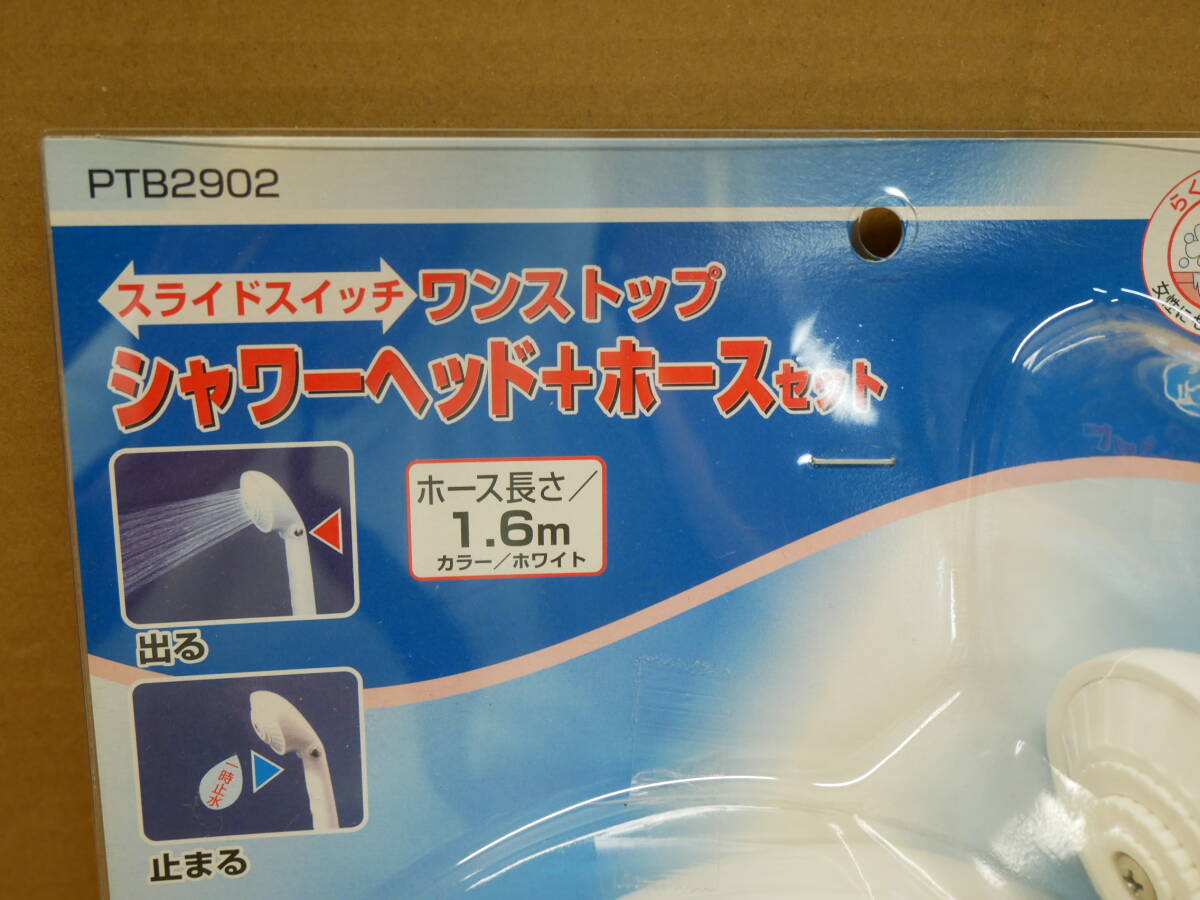 PTB2902
スライドスイッチ ワンストップ
シャワーヘッド+ホースセット
ホース長さ/
1.6m
カラー/ホワイト
出る
一時止水
止まる
らく